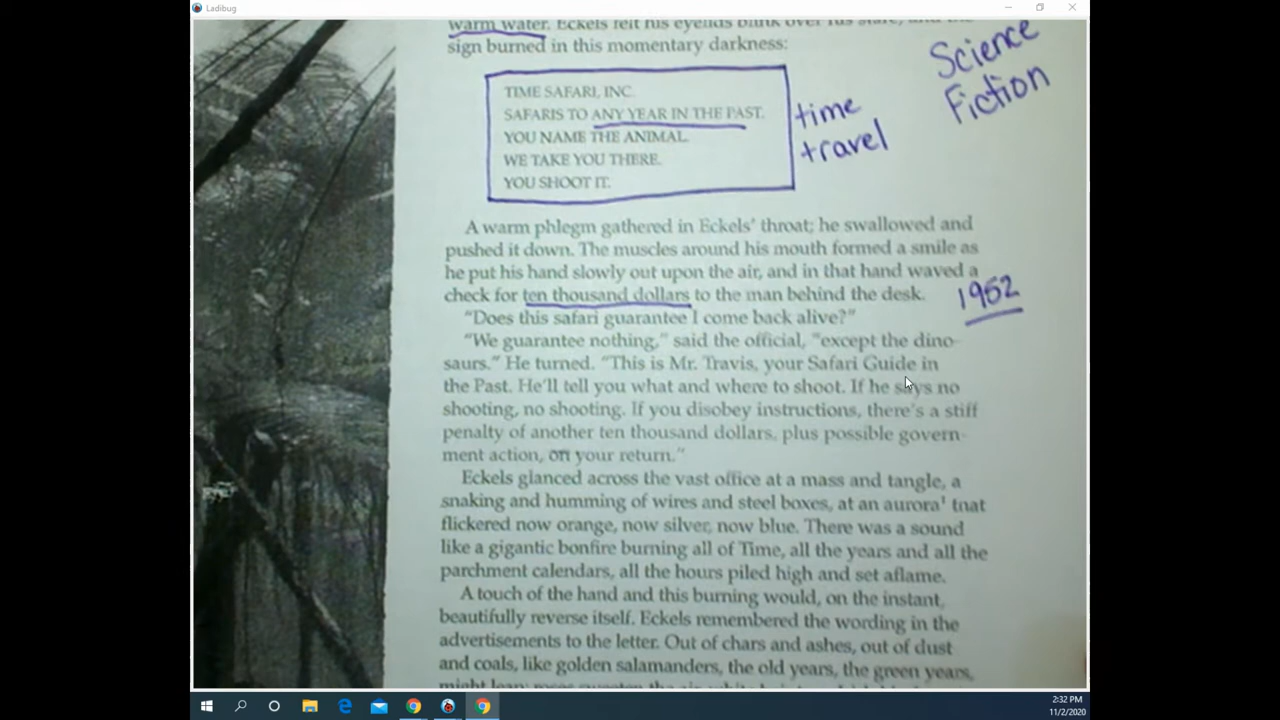 Ladibug
warm water. Eckels felt his eyelids blink over his stare, and the
sign burned in this momentary darkness:
Science
Fiction
TIME SAFARI, INC.
SAFARIS TO ANY YEAR IN THE PAST.
YOU NAME THE ANIMAL.
WE TAKE YOU THERE.
YOU SHOOT IT.
time
travel
A warm phlegm gathered in Eckels' throat; he swallowed and
pushed it down. The muscles around his mouth formed a smile as
he put his hand slowly out upon the air, and in that hand waved a
check for ten thousand dollars to the man behind the desk.
1952
"Does this safari guarantee I come back alive?"
"We guarantee nothing," said the official, "except the dino-
saurs." He turned. "This is Mr. Travis, your Safari Guide in
the Past. He'll tell you what and where to shoot. If he says no
shooting, no shooting. If you disobey instructions, there's a stiff
penalty of another ten thousand dollars, plus possible govern-
ment action, on your return."
Eckels glanced across the vast office at a mass and tangle, a
snaking and humming of wires and steel boxes, at an aurora¹ that
flickered now orange, now silver, now blue. There was a sound
like a gigantic bonfire burning all of Time, all the years and all the
parchment calendars, all the hours piled high and set aflame.
A touch of the hand and this burning would, on the instant,
beautifully reverse itself. Eckels remembered the wording in the
advertisements to the letter. Out of chars and ashes, out of dust
and coals, like golden salamanders, the old years, the green years,
might leap; roses sweeten the air, white
2:32 PM
11/2/2020